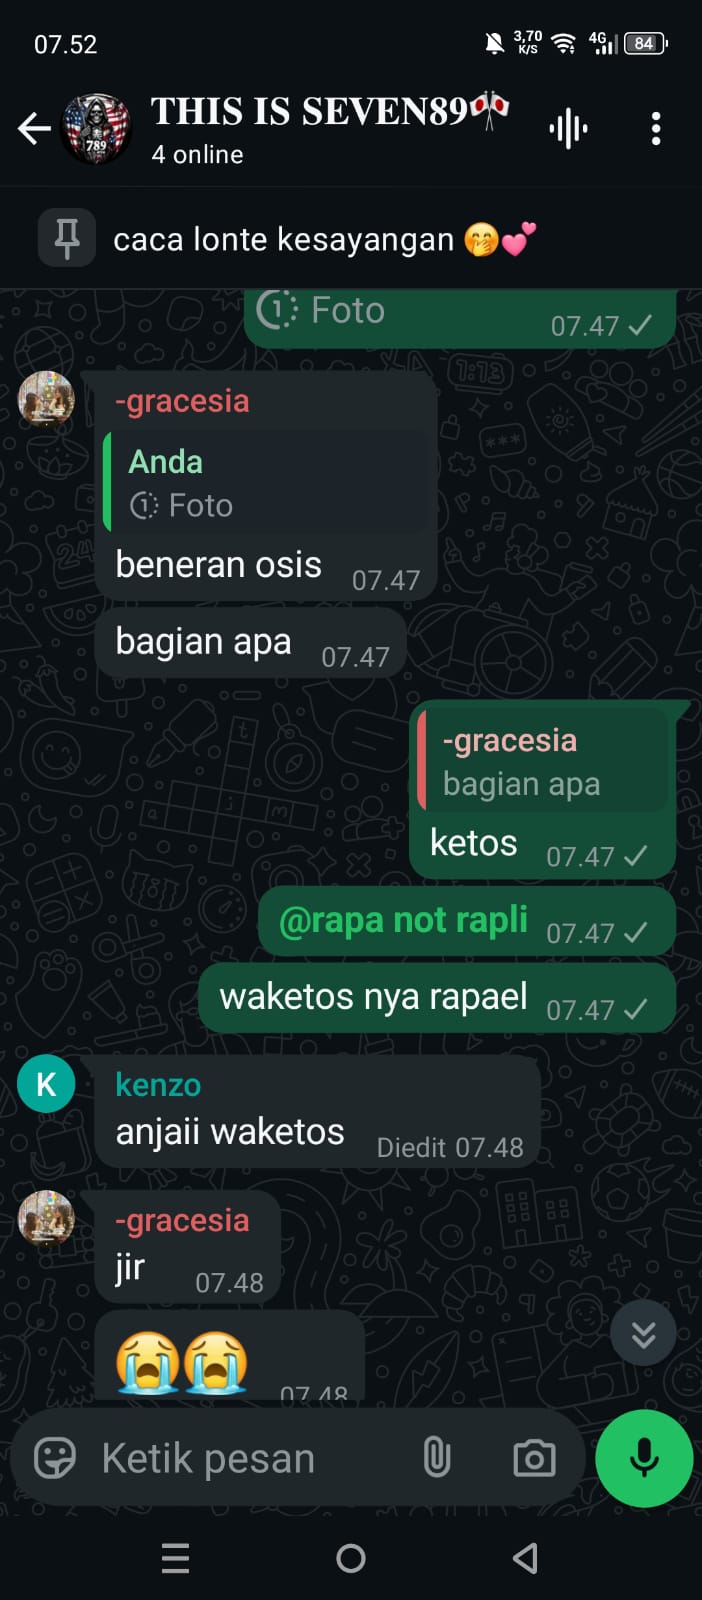 07.52
3,70
K/S
4G
84
THIS IS SEVEN89🎌
789
4 online
caca lonte kesayangan 🤭💕
1 Foto
07.47
-gracesia
Anda
1 Foto
beneran osis 07.47
bagian apa 07.47
-gracesia
bagian apa
ketos 07.47
@rapa not rapli 07.47
waketos nya rapael 07.47
K
kenzo
anjaii waketos Diedit 07.48
-gracesia
jir 07.48
😭😭 07.48
Ketik pesan